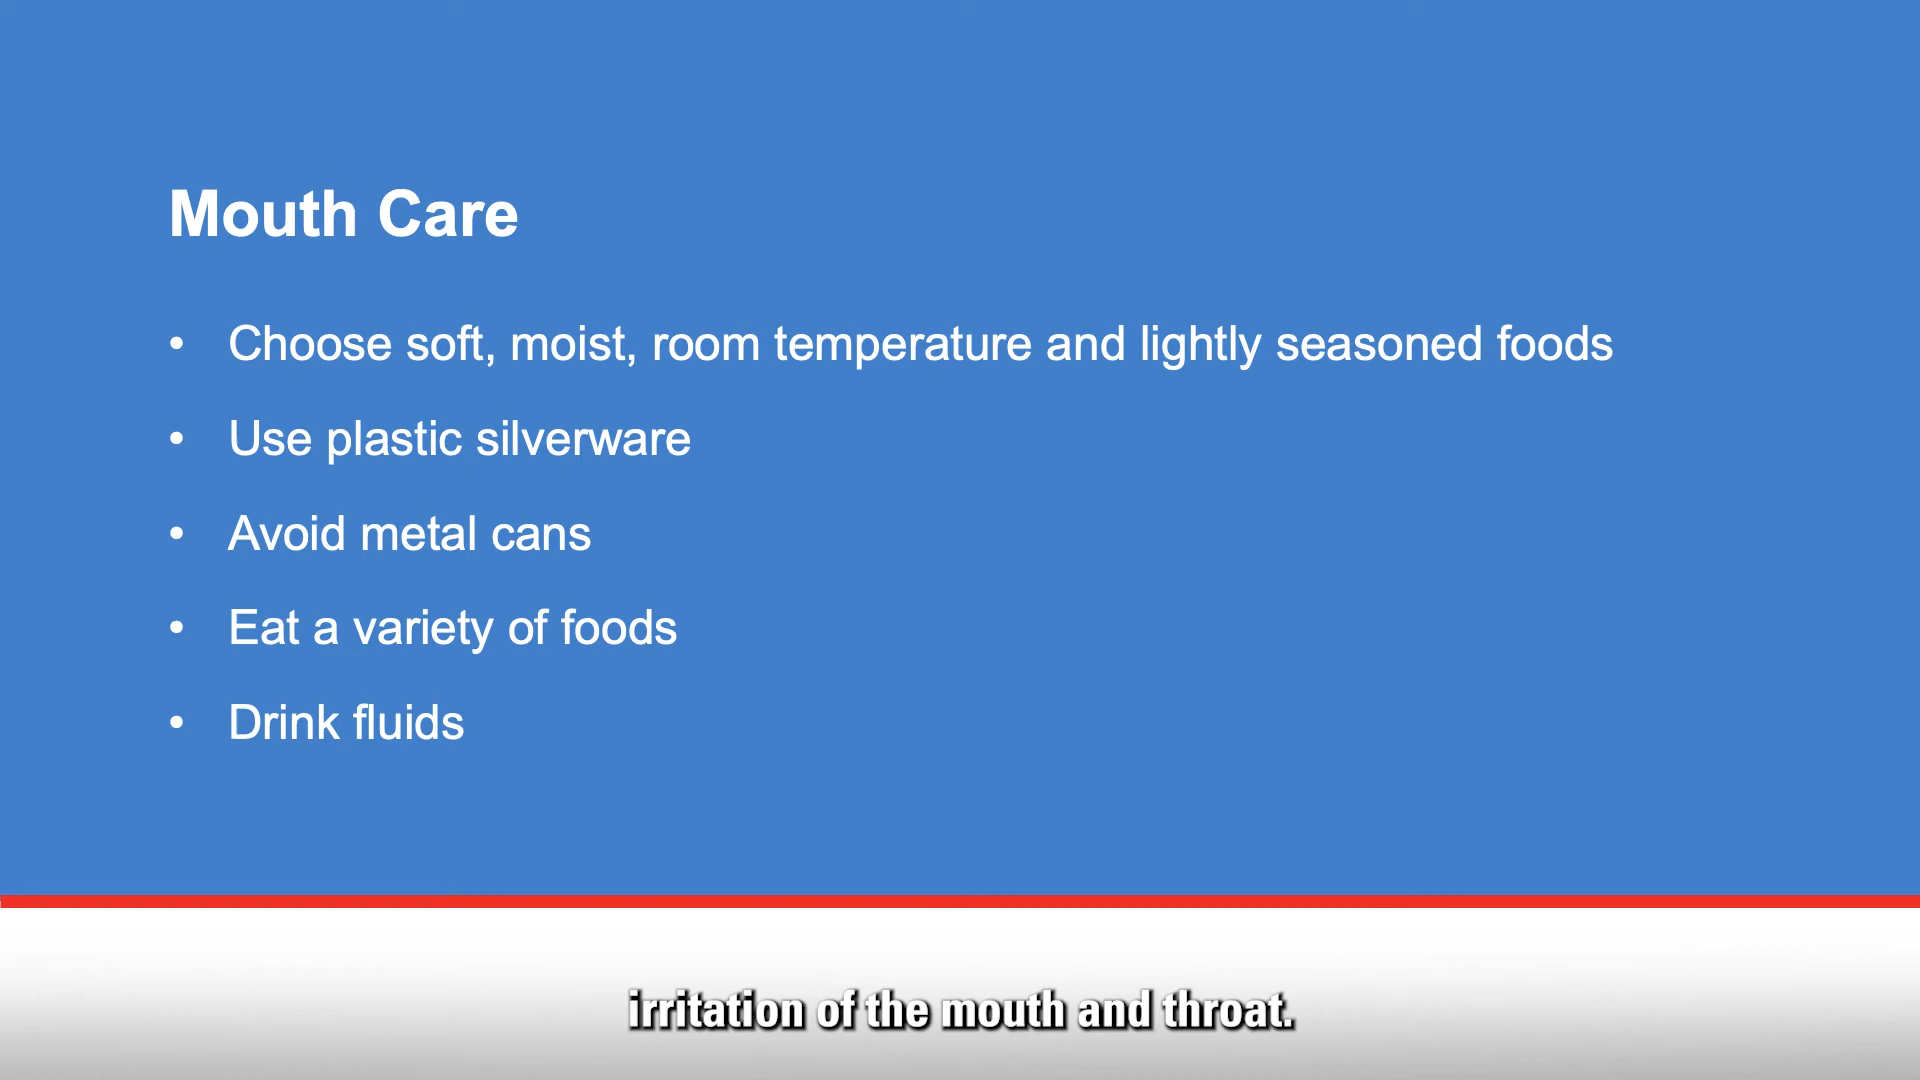 Mouth Care
• Choose soft, moist, room temperature and lightly seasoned foods
• Use plastic silverware
• Avoid metal cans
• Eat a variety of foods
• Drink fluids
irritation of the mouth and throat.